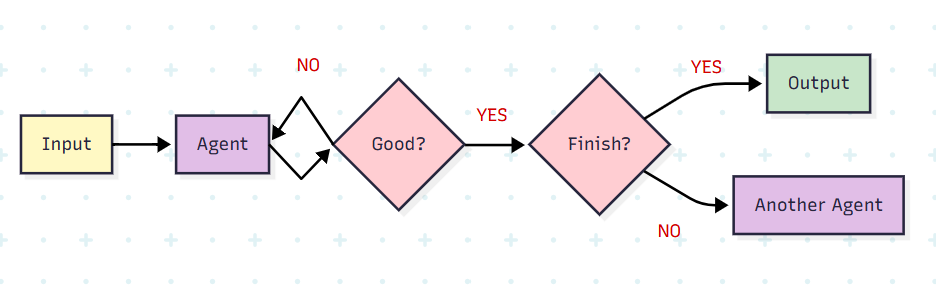 Input
Agent
NO
Good?
YES
Finish?
YES
Output
NO
Another Agent